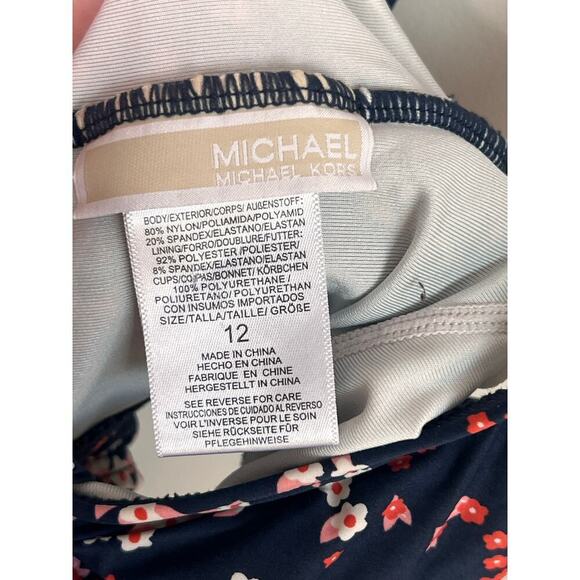 MICHAEL
MICHAEL KORS
BODY/EXTERIOR/CORPS/ AUßENSTOFF:
80% NYLON/POLIAMIDA/POLYAMID
20% SPANDEX/ELASTANO/ELASTAN
LINING/FORRO/DOUBLURE/FUTTER:
92% POLYESTER/POLIESTER/
8% SPANDEX/ELASTANO/ELASTAN
CUPS/COPAS/BONNET/ KÖRBCHEN
100% POLYURETHANE /
POLIURETANO/ POLYURETHAN
CON INSUMOS IMPORTADOS
SIZE/TALLA/TAILLE/ GRÖßE
12
MADE IN CHINA
HECHO EN CHINA
FABRIQUE EN CHINE
HERGESTELLT IN CHINA
SEE REVERSE FOR CARE
INSTRUCCIONES DE CUIDADO AL REVERSO
VOIR L'INVERSE POUR LE SOIN
SIEHE RÜCKSEITE FÜR
PFLEGEHINWEISE